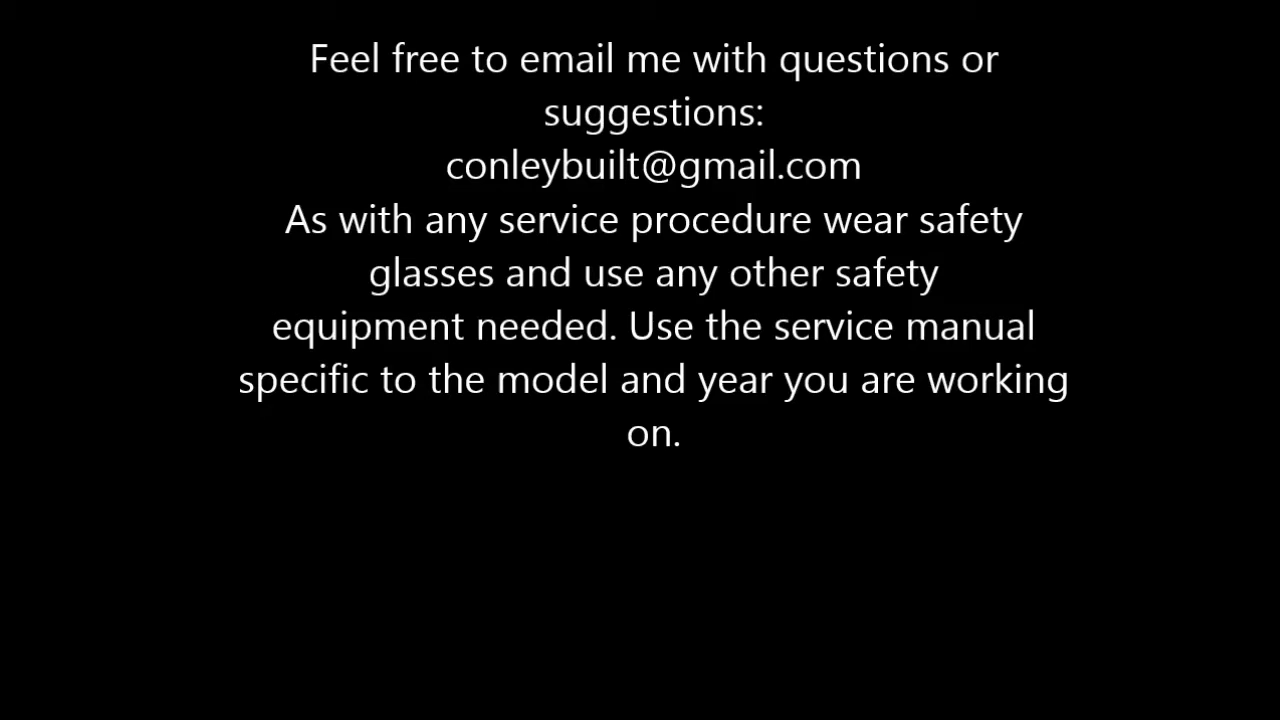 Feel free to email me with questions or
suggestions:
conleybuilt@gmail.com
As with any service procedure wear safety
glasses and use any other safety
equipment needed. Use the service manual
specific to the model and year you are working
on.